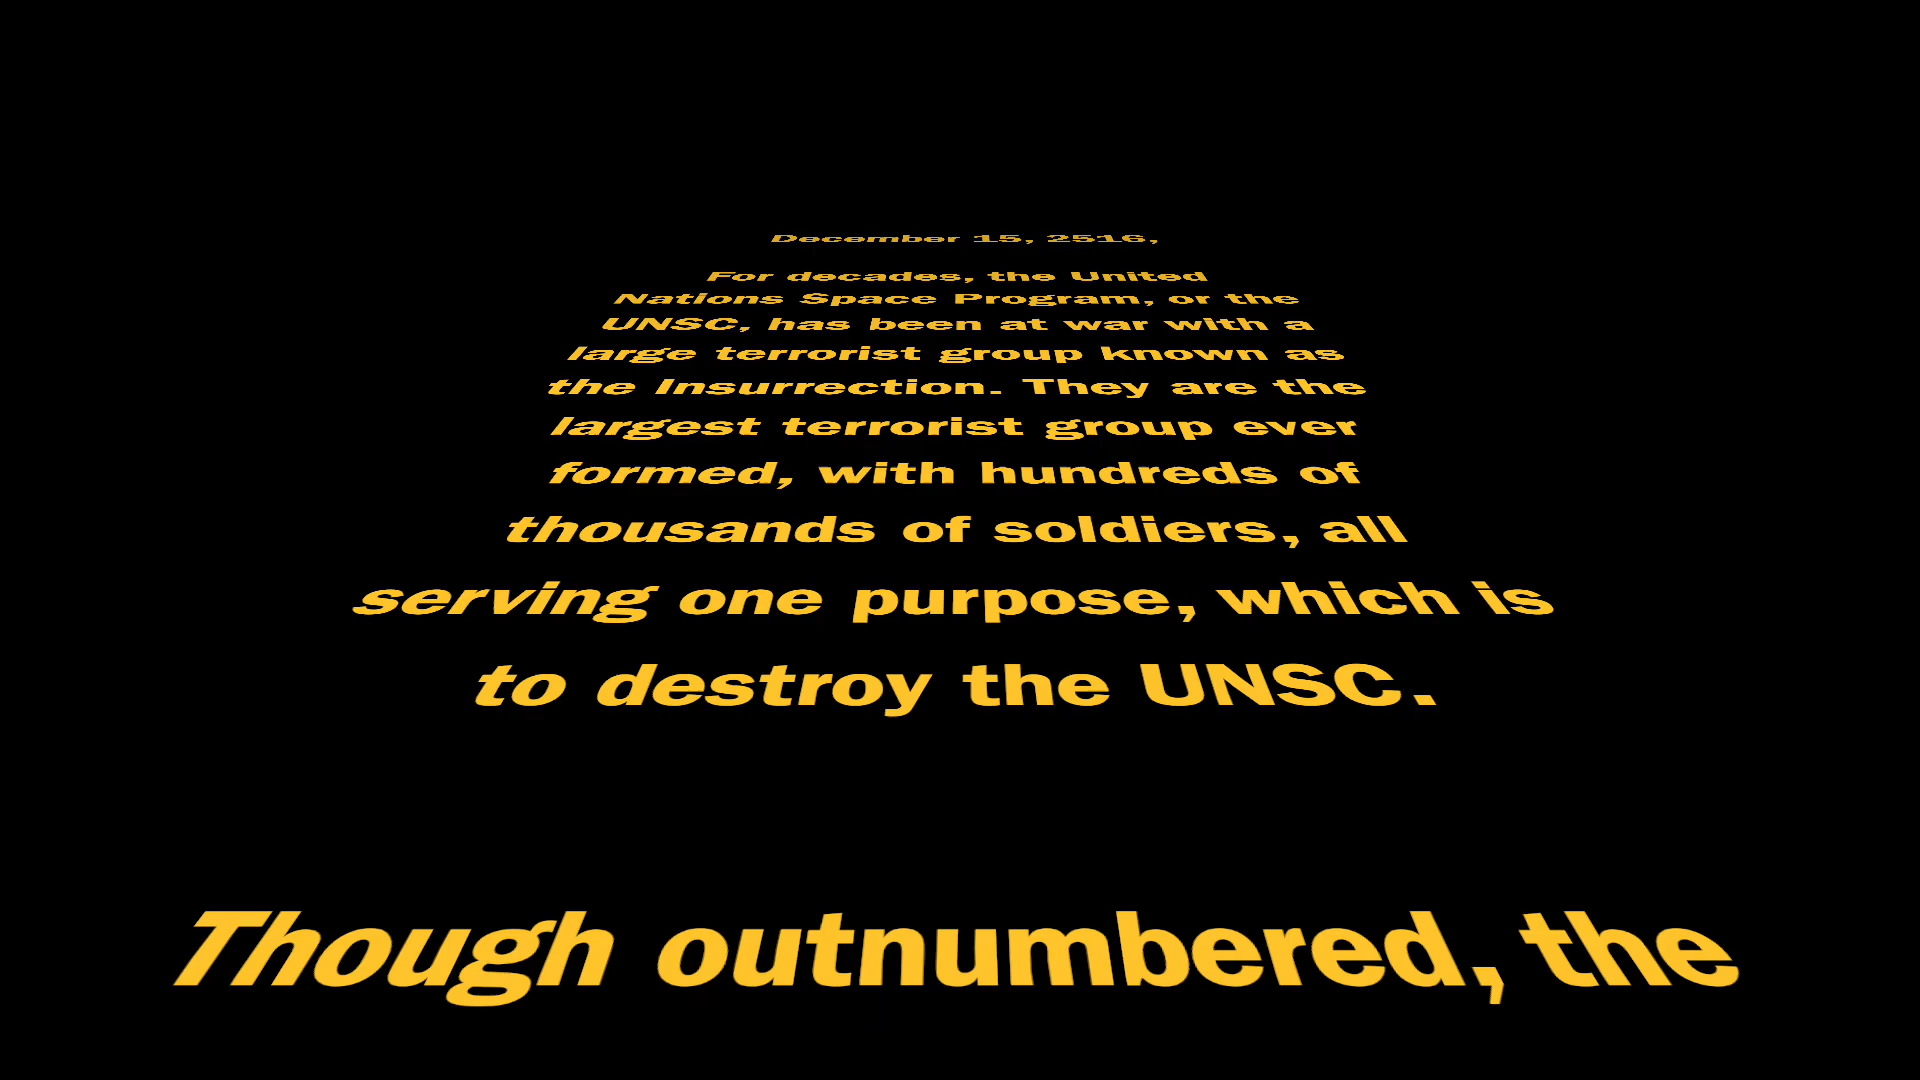 December 15, 2516,
For decades, the United
Nations Space Program, or the
UNSC, has been at war with a
large terrorist group known as
the Insurrection. They are the
largest terrorist group ever
formed, with hundreds of
thousands of soldiers, all
serving one purpose, which is
to destroy the UNSC.
Though outnumbered, the